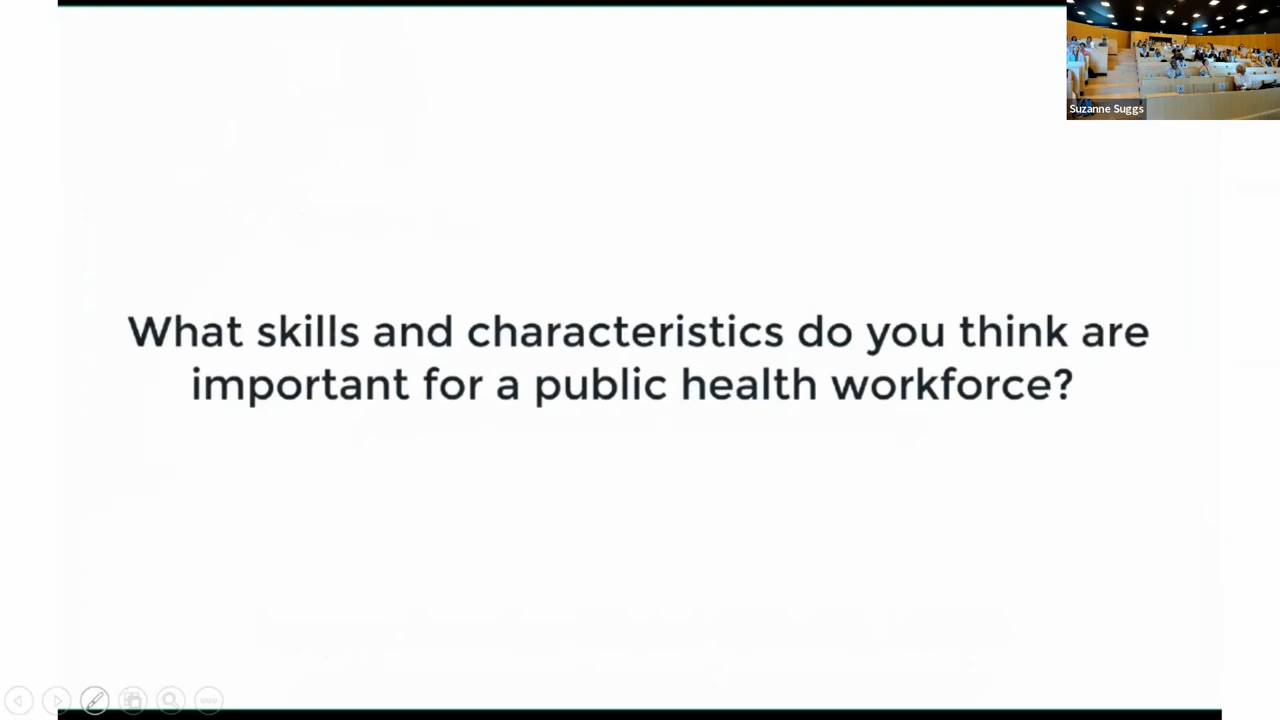 Suzanne Suggs
What skills and characteristics do you think are
important for a public health workforce?